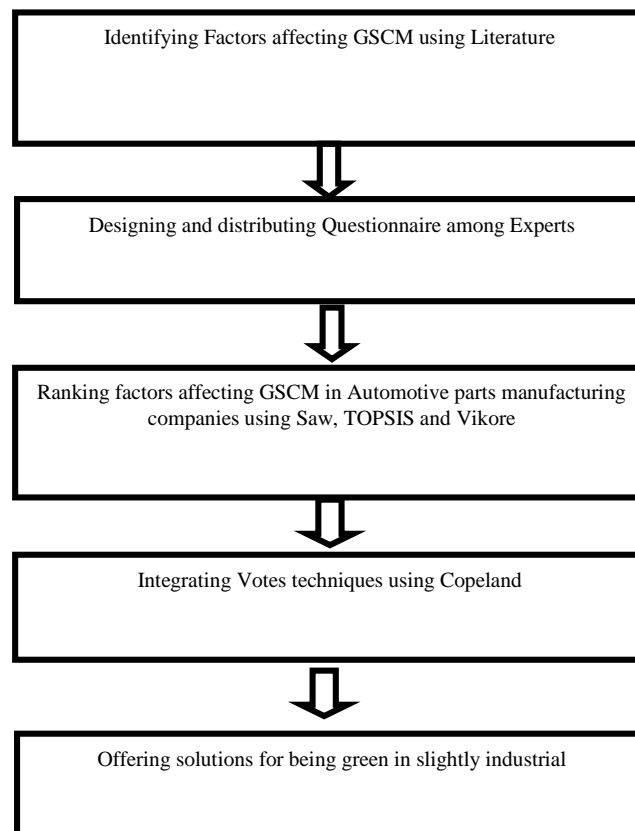 Identifying Factors affecting GSCM using Literature
Designing and distributing Questionnaire among Experts
Ranking factors affecting GSCM in Automotive parts manufacturing
companies using Saw, TOPSIS and Vikore
Integrating Votes techniques using Copeland
Offering solutions for being green in slightly industrial